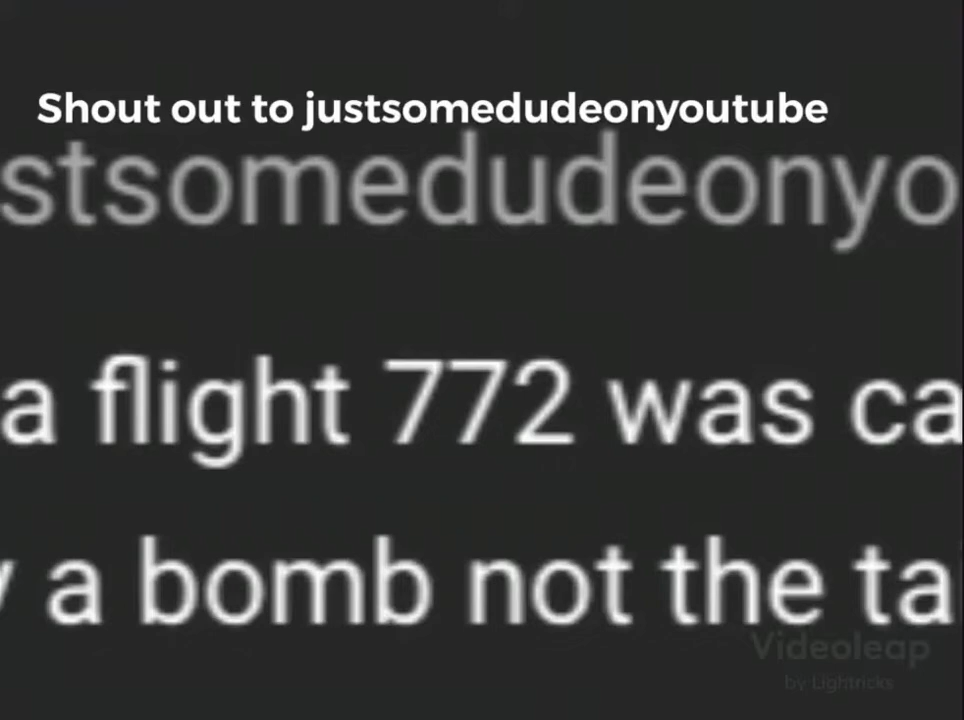 Shout out to justsomedudeonyoutube
stsomedudeonyo
a flight 772 was ca
a bomb not the ta
Videoleap
by Lightricks